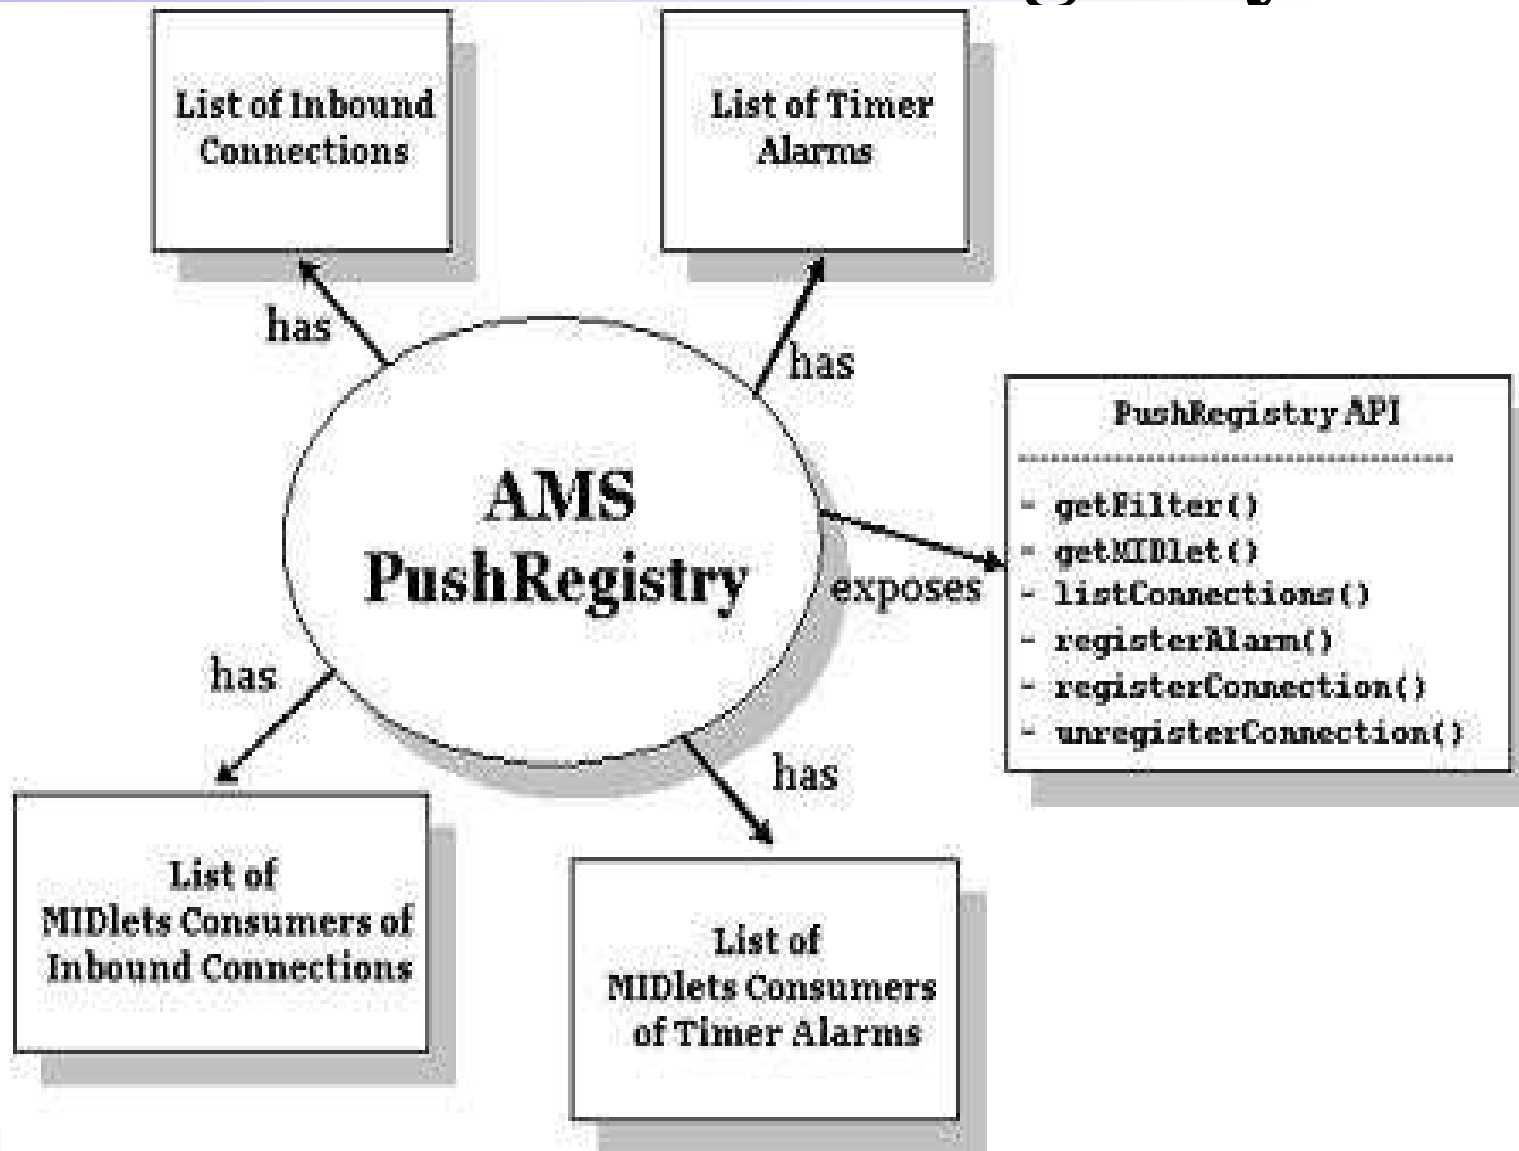 List of Inbound
Connections
List of Timer
Alarms
has
has
AMS
PushRegistry
exposes
PushRegistry API
- getFilter()
- getMIDlet()
- listConnections()
- registerAlarm()
- registerConnection()
- unregisterConnection()
has
has
List of
MIDlets Consumers of
Inbound Connections
List of
MIDlets Consumers
of Timer Alarms